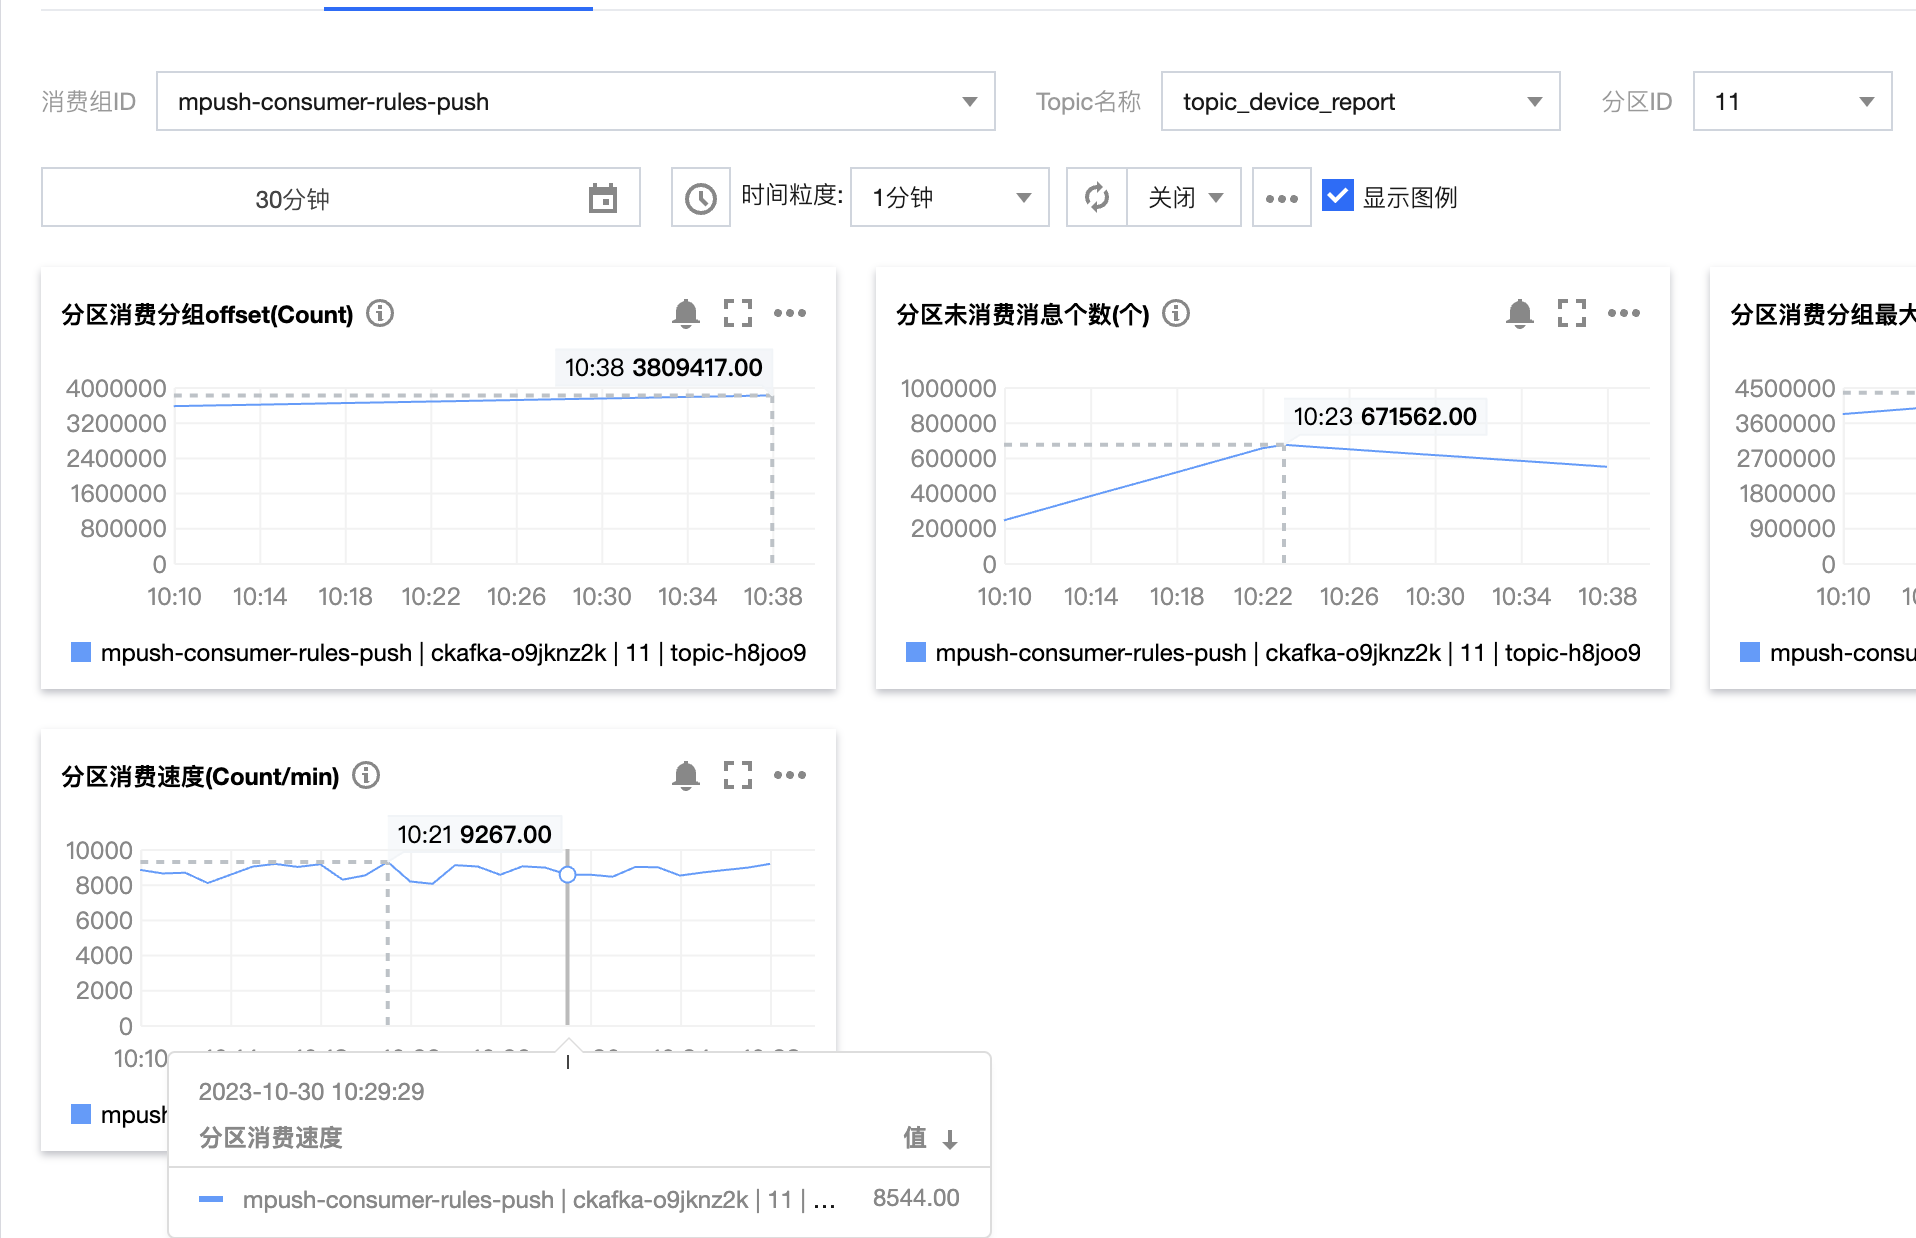 消费组ID mpush-consumer-rules-push Topic名称 topic_device_report 分区ID 11
30分钟 时间粒度: 1分钟 关闭 显示图例
分区消费分组offset(Count)
10:38 3809417.00
4000000
3200000
2400000
1600000
800000
0
10:10 10:14 10:18 10:22 10:26 10:30 10:34 10:38
mpush-consumer-rules-push | ckafka-o9jknz2k | 11 | topic-h8joo9
分区未消费消息个数(个)
10:23 671562.00
1000000
800000
600000
400000
200000
0
10:10 10:14 10:18 10:22 10:26 10:30 10:34 10:38
mpush-consumer-rules-push | ckafka-o9jknz2k | 11 | topic-h8joo9
分区消费分组最大
4500000
3600000
2700000
1800000
900000
0
10:10
mpush-consu
分区消费速度(Count/min)
10:21 9267.00
10000
8000
6000
4000
2000
0
10:10
mpush
2023-10-30 10:29:29
分区消费速度 值 ↓
mpush-consumer-rules-push | ckafka-o9jknz2k | 11 | ... 8544.00